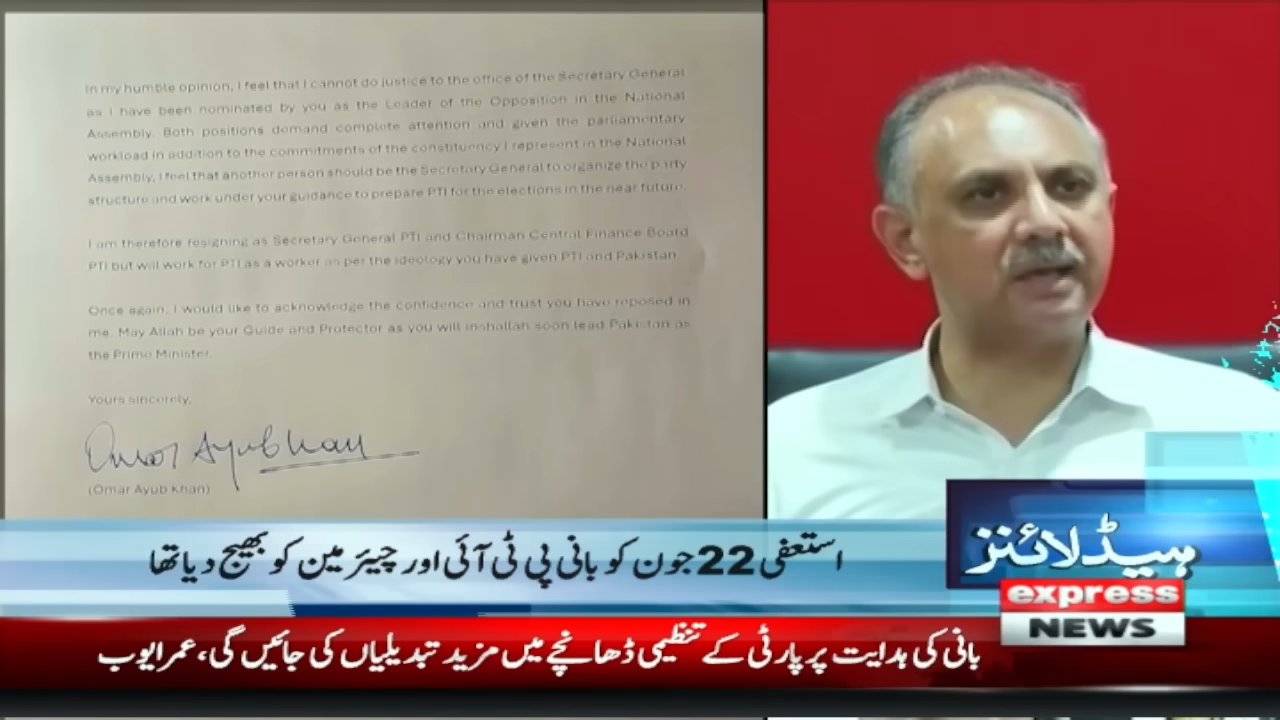 In my humble opinion, I feel that I cannot do justice to the office of the Secretary General
as I have been nominated by you as the Leader of the Opposition in the National
Assembly. Both positions demand complete attention and given the parliamentary
workload in addition to the commitments of the constituency I represent in the National
Assembly, I feel that another person should be the Secretary General to organize the party
structure and work under your guidance to prepare PTI for the elections in the near future.
I am therefore resigning as Secretary General PTI and Chairman Central Finance Board
PTI but will work for PTI as a worker as per the ideology you have given PTI and Pakistan
Once again, I would like to acknowledge the confidence and trust you have reposed in
me. May Allah be your Guide and Protector as you will inshallah soon lead Pakistan as
the Prime Minister.
Yours sincerely,
Omar Ayub Khan
(Omar Ayub Khan)
ہیڈلائنز
استعفی 22 جون کو بانی پی ٹی آئی اور چیئرمین کو بھیج دیا تھا
express
NEWS
بانی کی ہدایت پر پارٹی کے تنظیمی ڈھانچے میں مزید تبدیلیاں کی جائیں گی، عمر ایوب